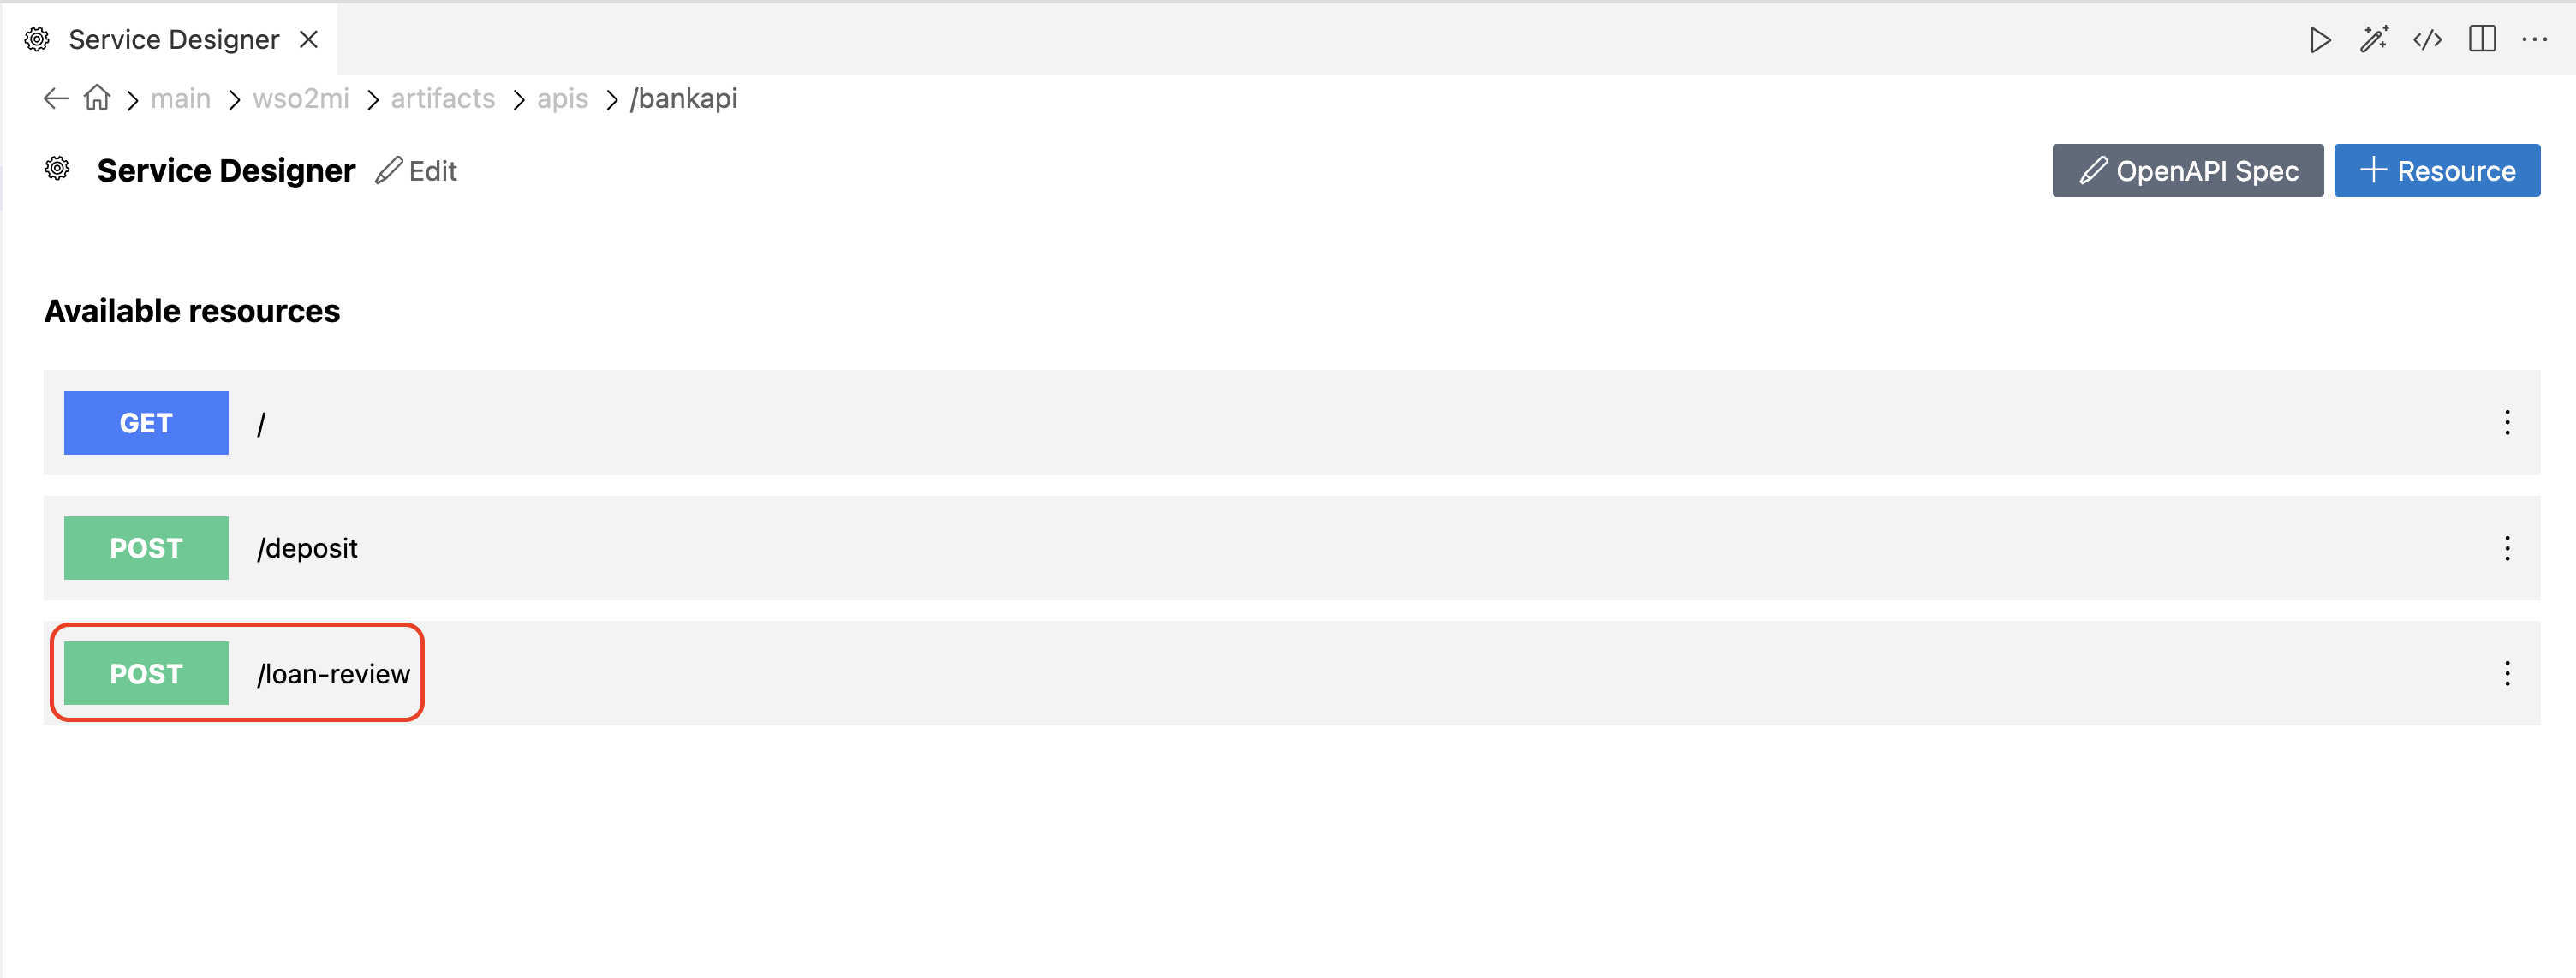 Service Designer
main > wso2mi > artifacts > apis > /bankapi
Service Designer Edit OpenAPI Spec + Resource
Available resources
GET /
POST /deposit
POST /loan-review